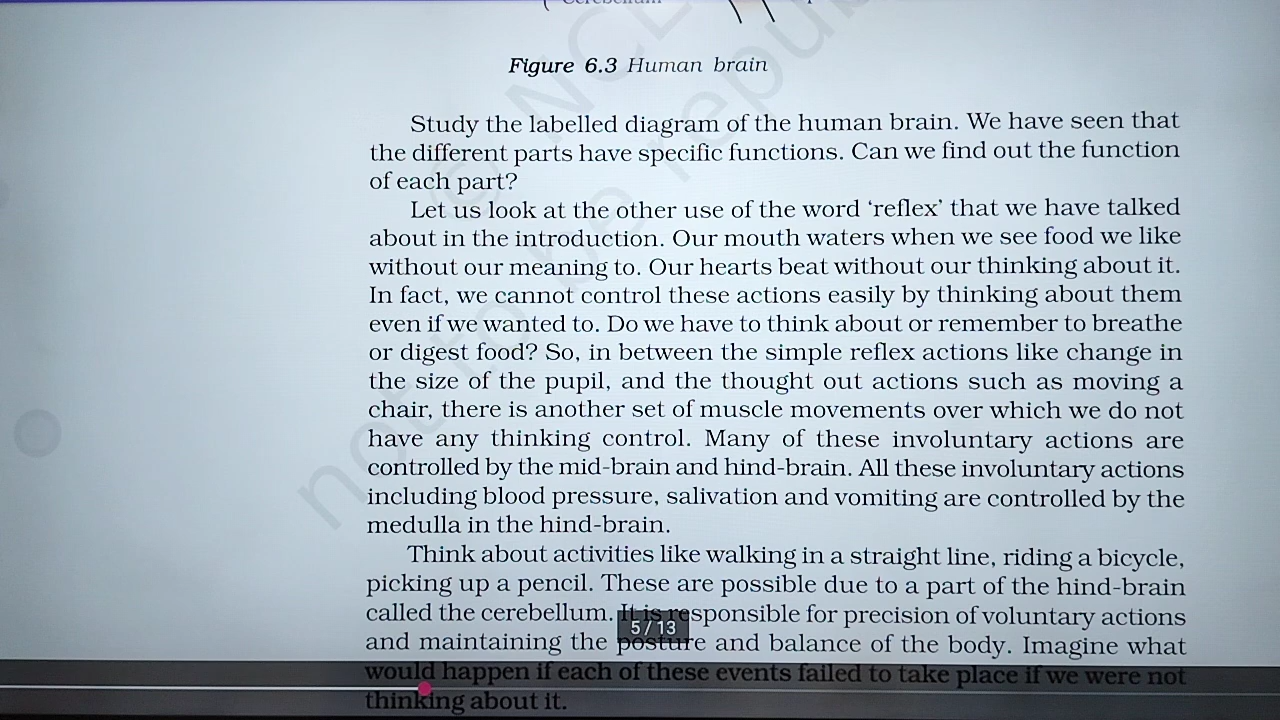 Cerebellum
Figure 6.3 Human brain
Study the labelled diagram of the human brain. We have seen that
the different parts have specific functions. Can we find out the function
of each part?
Let us look at the other use of the word ‘reflex’ that we have talked
about in the introduction. Our mouth waters when we see food we like
without our meaning to. Our hearts beat without our thinking about it.
In fact, we cannot control these actions easily by thinking about them
even if we wanted to. Do we have to think about or remember to breathe
or digest food? So, in between the simple reflex actions like change in
the size of the pupil, and the thought out actions such as moving a
chair, there is another set of muscle movements over which we do not
have any thinking control. Many of these involuntary actions are
controlled by the mid-brain and hind-brain. All these involuntary actions
including blood pressure, salivation and vomiting are controlled by the
medulla in the hind-brain.
Think about activities like walking in a straight line, riding a bicycle,
picking up a pencil. These are possible due to a part of the hind-brain
called the cerebellum. It is responsible for precision of voluntary actions
5/13
and maintaining the posture and balance of the body. Imagine what
would happen if each of these events failed to take place if we were not
thinking about it.
not to be repub
© NCE